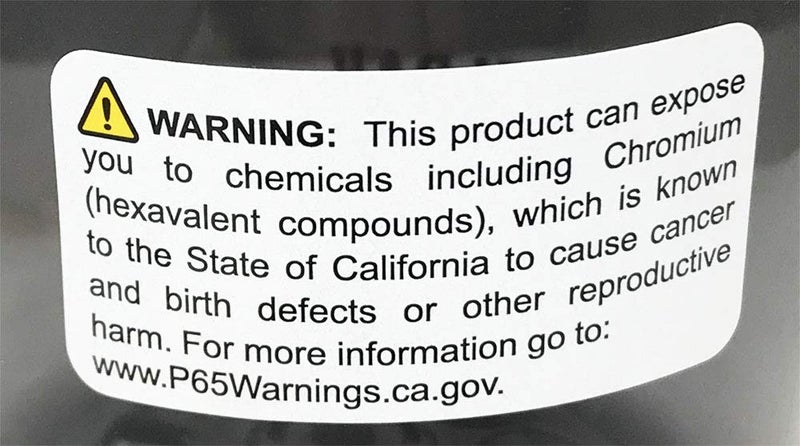 WARNING: This product can expose
you to chemicals including Chromium
(hexavalent compounds), which is known
to the State of California to cause cancer
and birth defects or other reproductive
harm. For more information go to:
www.P65Warnings.ca.gov.